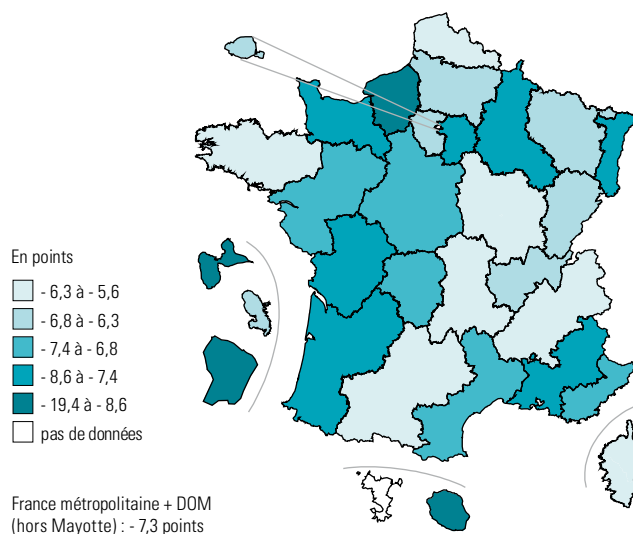 En points
- 6,3 à - 5,6
- 6,8 à - 6,3
- 7,4 à - 6,8
- 8,6 à - 7,4
- 19,4 à - 8,6
pas de données
France métropolitaine + DOM
(hors Mayotte) : - 7,3 points